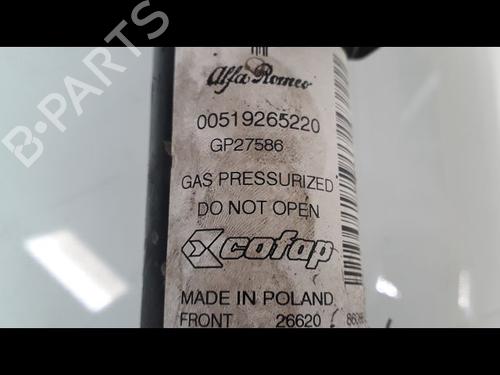 B-PARTS
Alfa Romeo
00519265220
GP27586
GAS PRESSURIZED
DO NOT OPEN
cofap
MADE IN POLAND
FRONT 26620